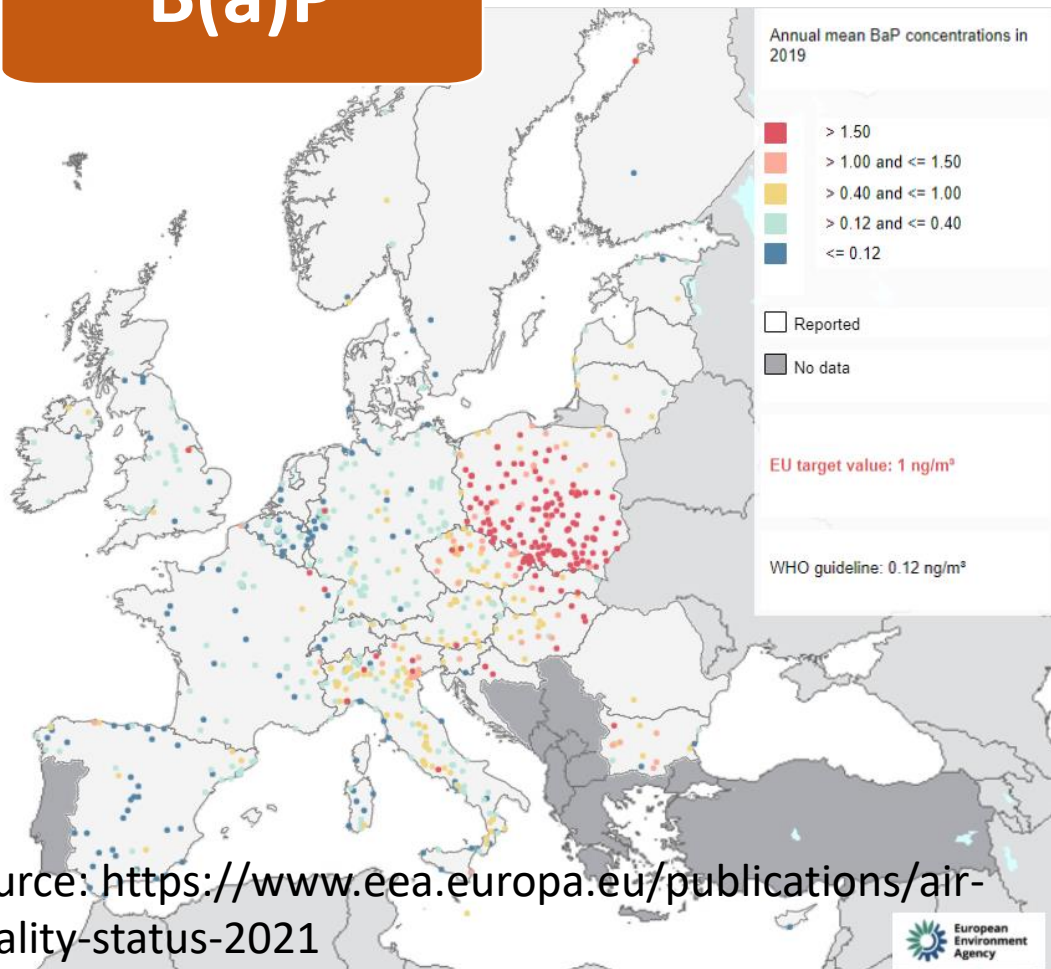 B(a)P
Annual mean BaP concentrations in
2019
> 1.50
> 1.00 and <= 1.50
> 0.40 and <= 1.00
> 0.12 and <= 0.40
<= 0.12
Reported
No data
EU target value: 1 ng/m³
WHO guideline: 0.12 ng/m³
urce: https://www.eea.europa.eu/publications/air-
ality-status-2021
European
Environment
Agency